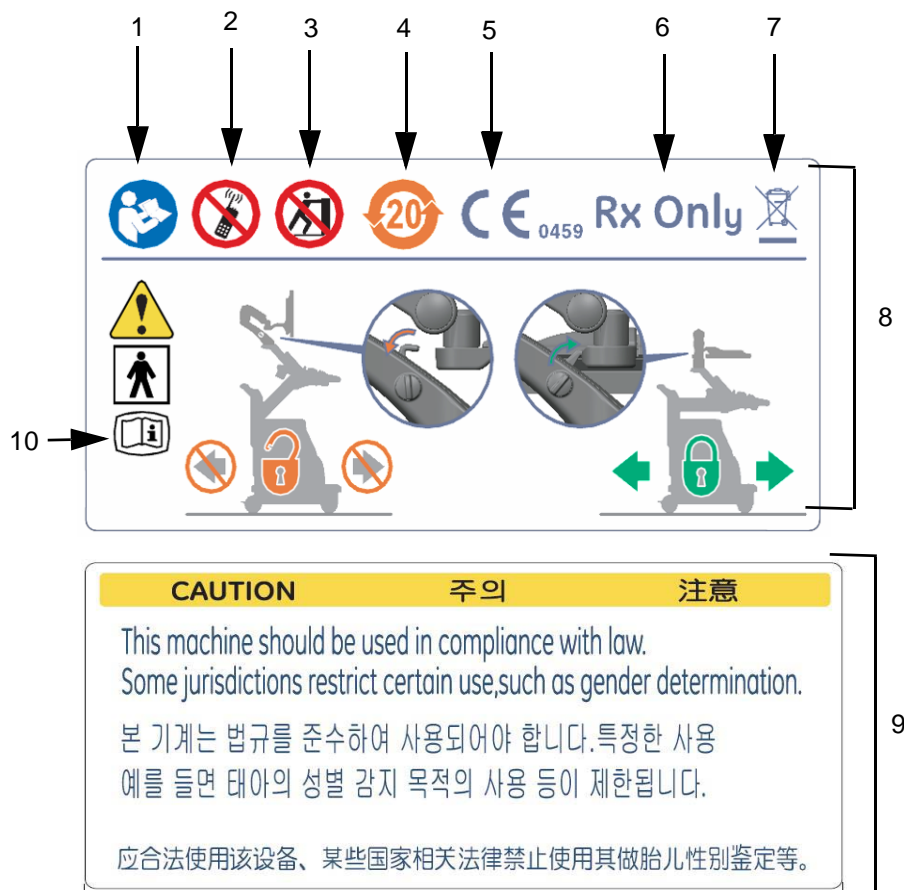 1 2 3 4 5 6 7
20 CE 0459 Rx Only
8
10
CAUTION 주의 注意
This machine should be used in compliance with law.
Some jurisdictions restrict certain use,such as gender determination.
9
본 기계는 법규를 준수하여 사용되어야 합니다.특정한 사용
예를 들면 태아의 성별 감지 목적의 사용 등이 제한됩니다.
应合法使用该设备、某些国家相关法律禁止使用其做胎儿性别鉴定等。